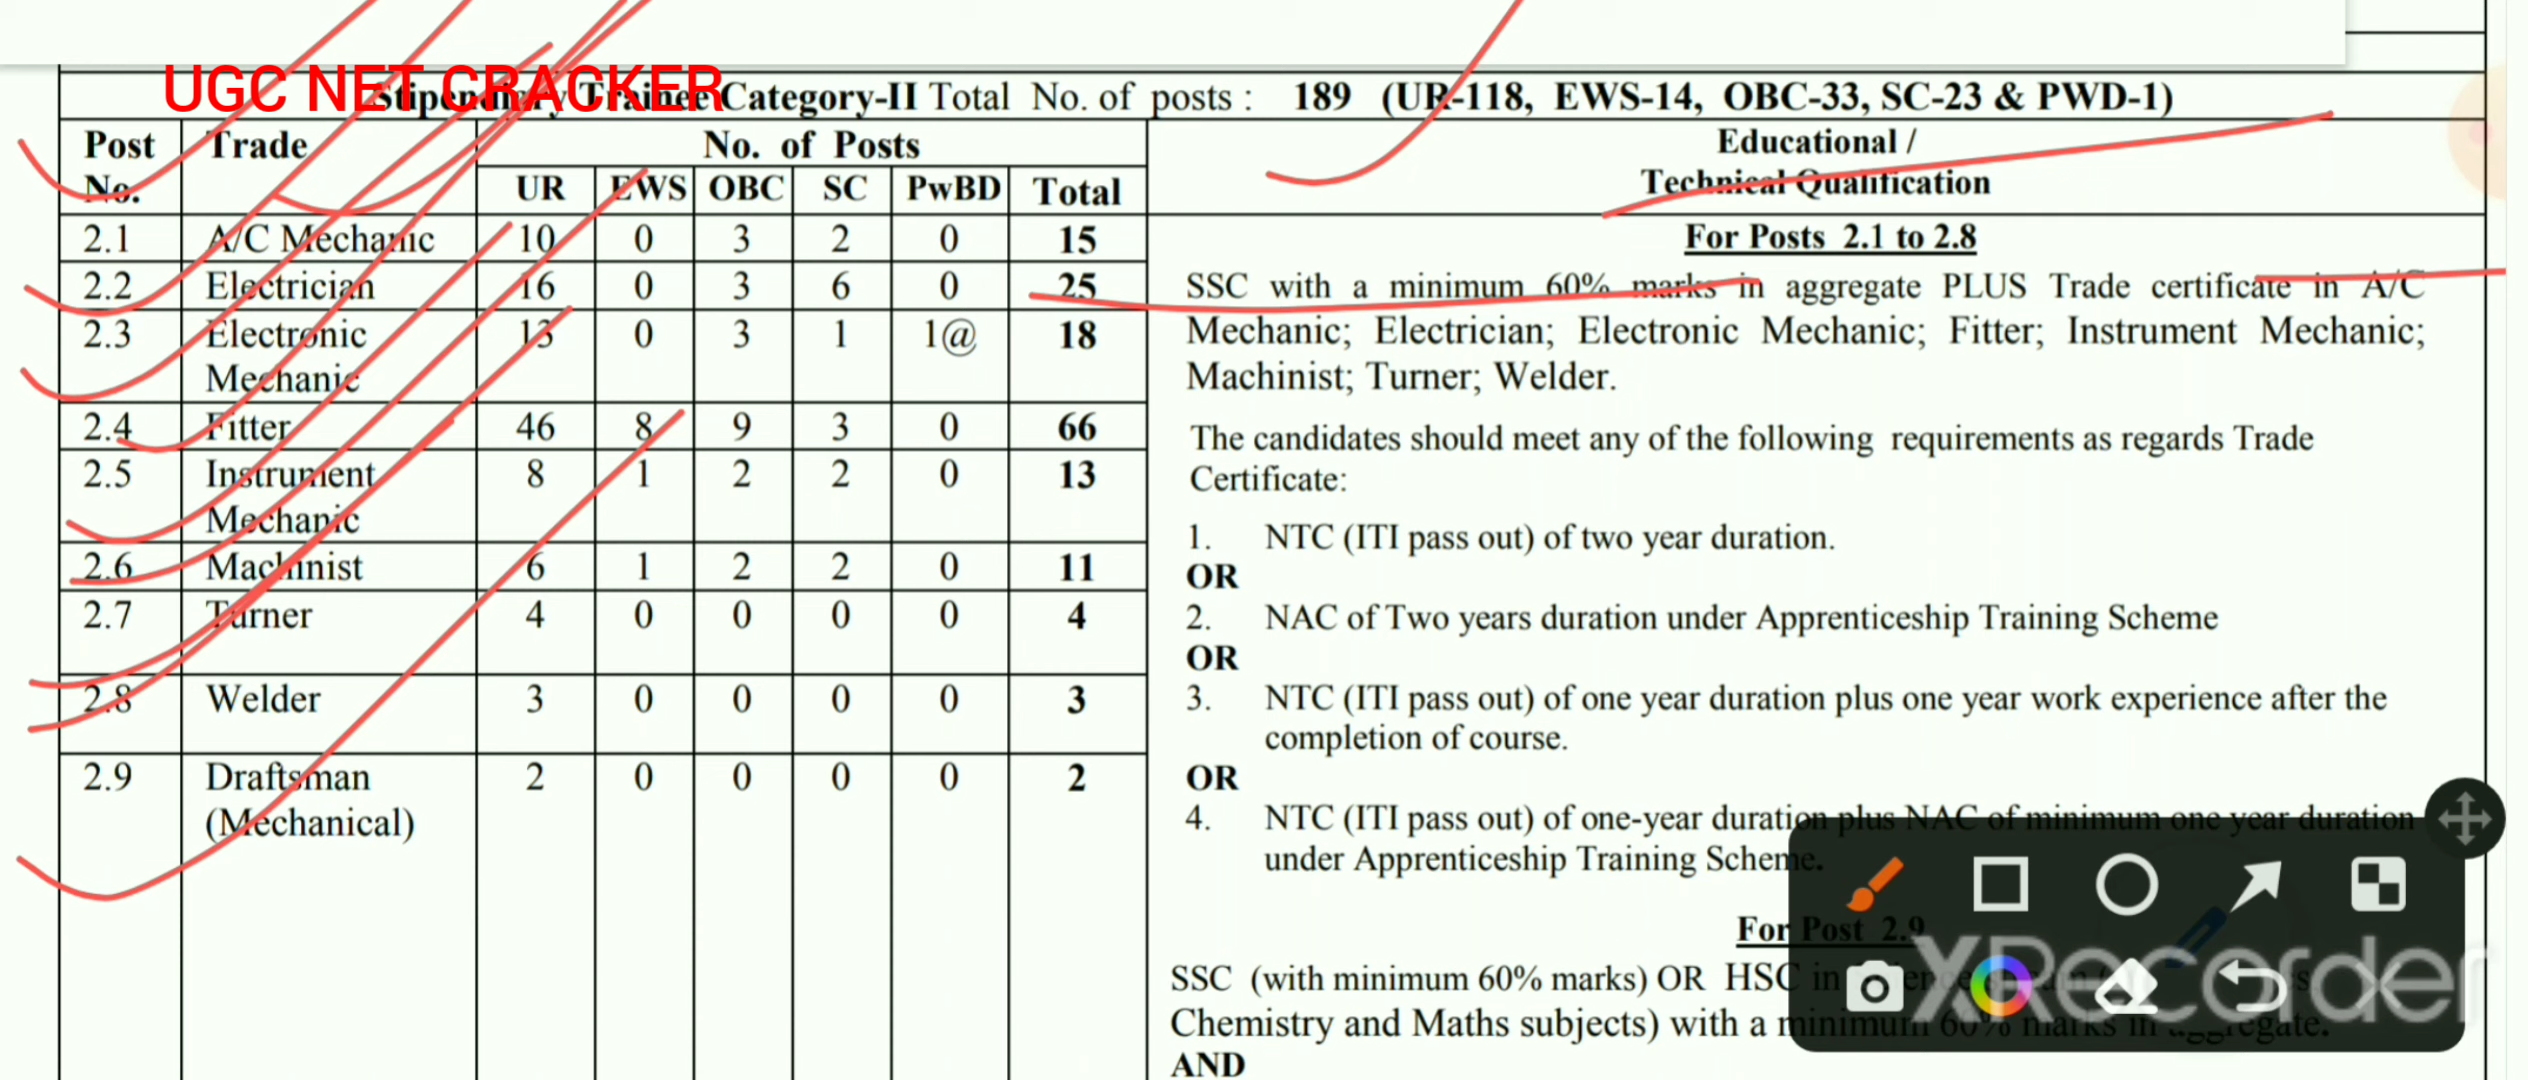 UGC NET CRACKER
Stipendiary Trainee Category-II Total No. of posts : 189 (UR-118, EWS-14, OBC-33, SC-23 & PWD-1)
Post No. Trade No. of Posts Educational / Technical Qualification
UR EWS OBC SC PwBD Total
2.1 A/C Mechanic 10 0 3 2 0 15
2.2 Electrician 16 0 3 6 0 25
2.3 Electronic Mechanic 13 0 3 1 1@ 18
2.4 Fitter 46 8 9 3 0 66
2.5 Instrument Mechanic 8 1 2 2 0 13
2.6 Machinist 6 1 2 2 0 11
2.7 Turner 4 0 0 0 0 4
2.8 Welder 3 0 0 0 0 3
2.9 Draftsman (Mechanical) 2 0 0 0 0 2
For Posts 2.1 to 2.8
SSC with a minimum 60% marks in aggregate PLUS Trade certificate in A/C
Mechanic; Electrician; Electronic Mechanic; Fitter; Instrument Mechanic;
Machinist; Turner; Welder.
The candidates should meet any of the following requirements as regards Trade
Certificate:
1. NTC (ITI pass out) of two year duration.
OR
2. NAC of Two years duration under Apprenticeship Training Scheme
OR
3. NTC (ITI pass out) of one year duration plus one year work experience after the
completion of course.
OR
4. NTC (ITI pass out) of one-year duration plus NAC of minimum one year duration
under Apprenticeship Training Scheme.
For Post 2.9
SSC (with minimum 60% marks) OR HSC in
Chemistry and Maths subjects) with a minimum 60% marks in aggregate.
AND
XRecorder